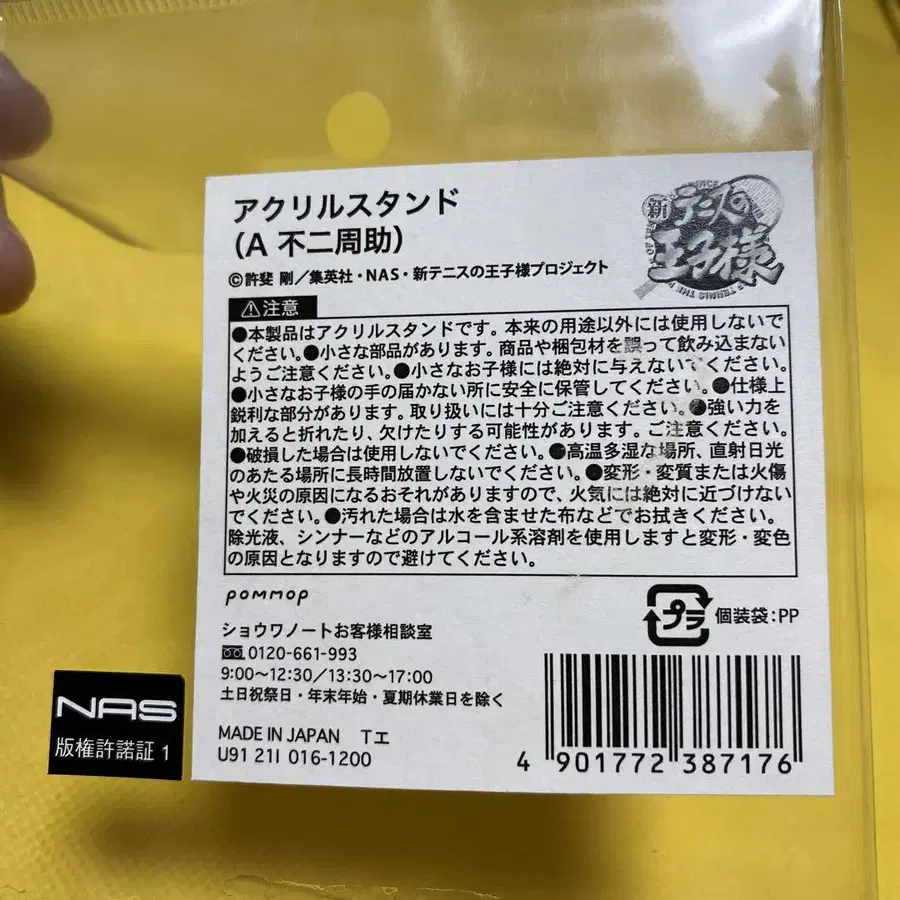 アクリルスタンド
(A 不二周助)
©許斐 剛／集英社・NAS・新テニスの王子様プロジェクト
新テニスの
王子様
⚠注意
●本製品はアクリルスタンドです。本来の用途以外には使用しないで
ください。●小さな部品があります。商品や梱包材を誤って飲み込まない
ようご注意ください。●小さなお子様には絶対に与えないでください。
●小さなお子様の手の届かない所に安全に保管してください。●仕様上
鋭利な部分があります。取り扱いには十分ご注意ください。●強い力を
加えると折れたり、欠けたりする可能性があります。ご注意ください。
●破損した場合は使用しないでください。●高温多湿な場所、直射日光
のあたる場所に長時間放置しないでください。●変形・変質または火傷
や火災の原因になるおそれがありますので、火気には絶対に近づけない
でください。●汚れた場合は水を含ませた布などでお拭きください。
除光液、シンナーなどのアルコール系溶剤を使用しますと変形・変色
の原因となりますので避けてください。
pommop
ショウワノートお客様相談室
0120-661-993
9:00～12:30/13:30～17:00
土日祝祭日・年末年始・夏期休業日を除く
MADE IN JAPAN Tエ
U91 21I 016-1200
プラ 個装袋:PP
4 901772 387176
NAS
版権許諾証 1